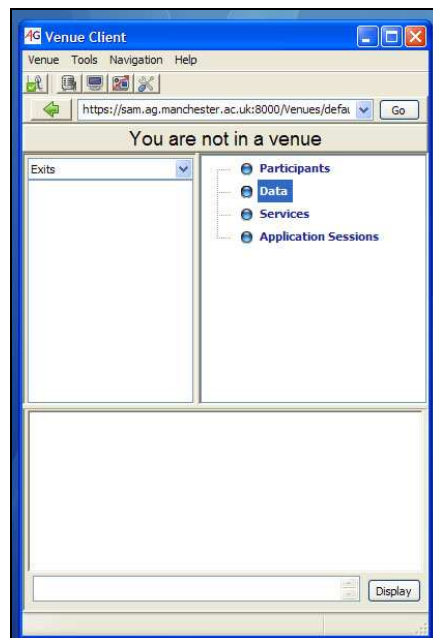 AG Venue Client
Venue Tools Navigation Help
https://sam.ag.manchester.ac.uk:8000/Venues/defau Go
You are not in a venue
Exits
Participants
Data
Services
Application Sessions
Display